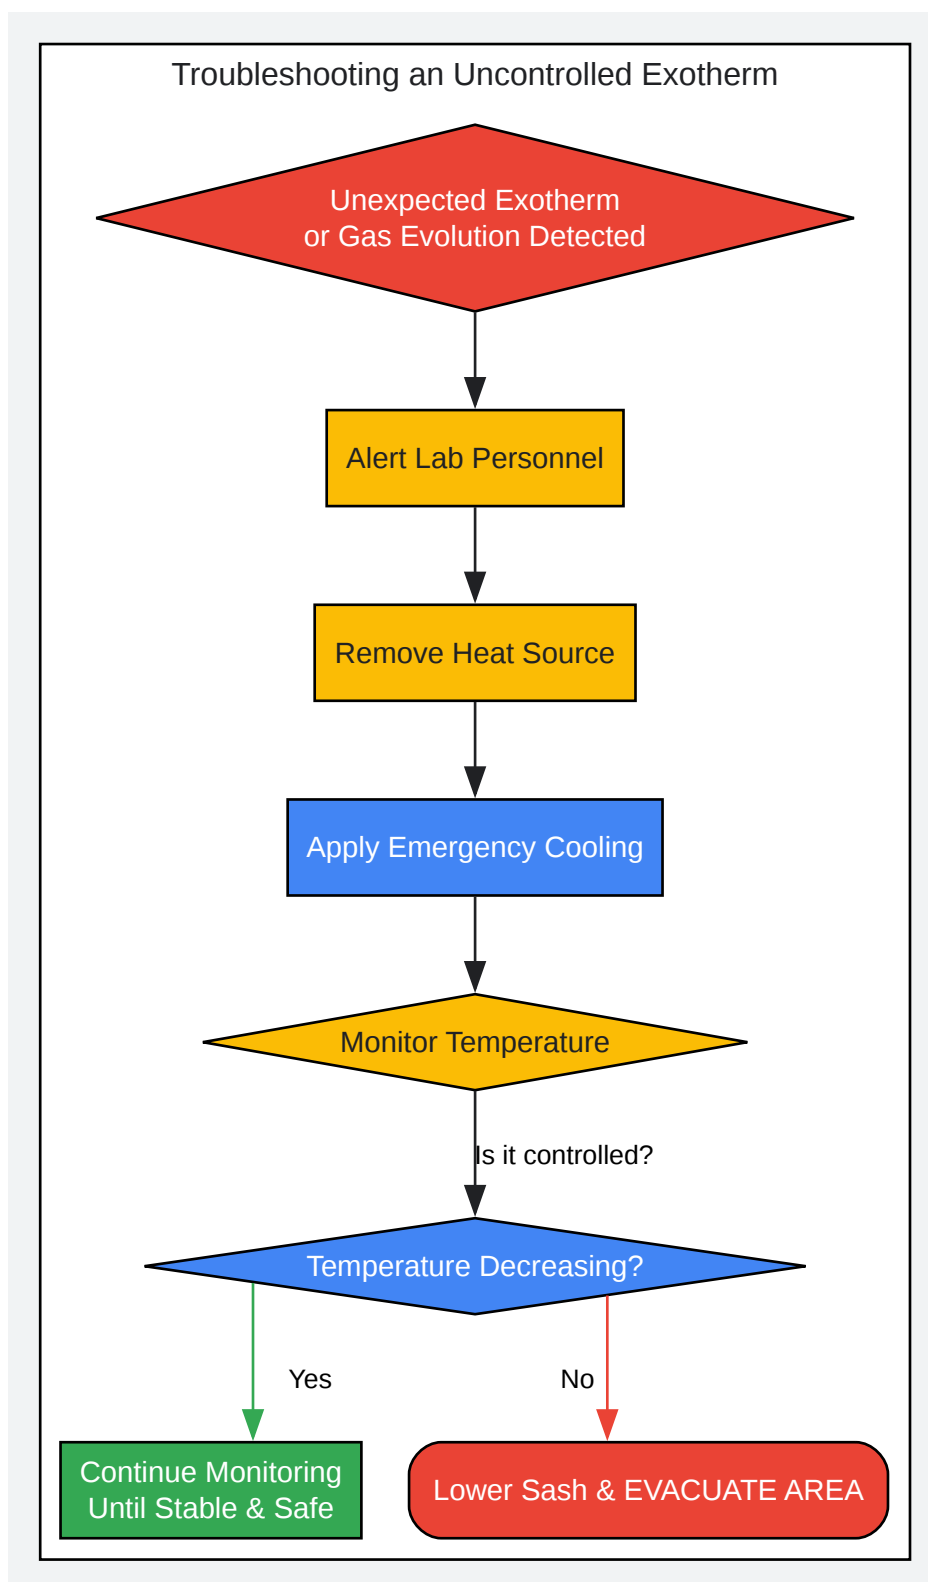 Troubleshooting an Uncontrolled Exotherm
Unexpected Exotherm
or Gas Evolution Detected
Alert Lab Personnel
Remove Heat Source
Apply Emergency Cooling
Monitor Temperature
Is it controlled?
Temperature Decreasing?
Yes
No
Continue Monitoring
Until Stable & Safe
Lower Sash & EVACUATE AREA